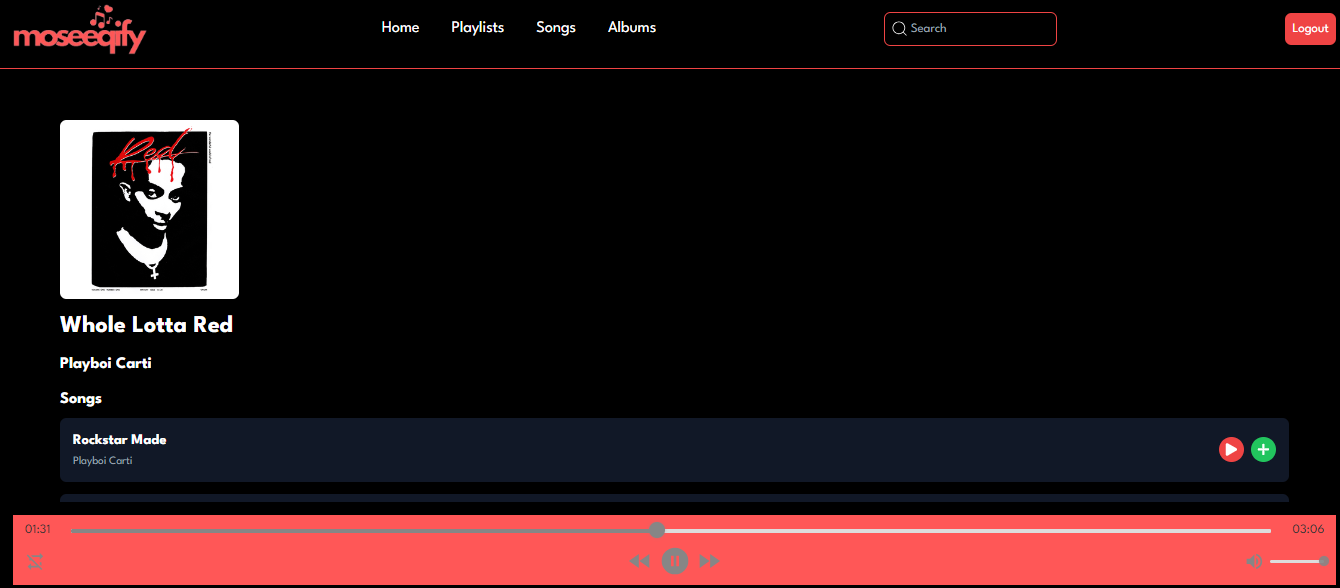 moseeqify
Home Playlists Songs Albums Search Logout
Red
Whole Lotta Red
Playboi Carti
Songs
Rockstar Made
Playboi Carti
01:31 03:06